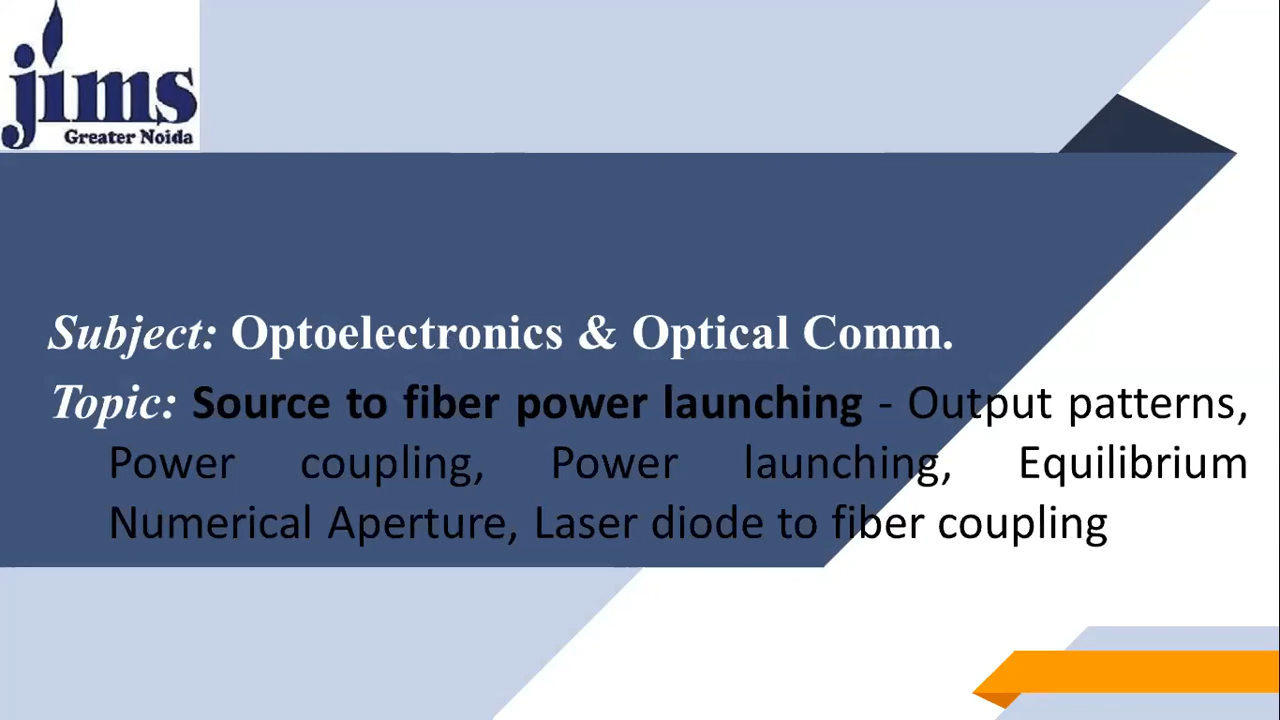 jims
Greater Noida
Subject: Optoelectronics & Optical Comm.
Topic: Source to fiber power launching - Output patterns,
Power coupling, Power launching, Equilibrium
Numerical Aperture, Laser diode to fiber coupling